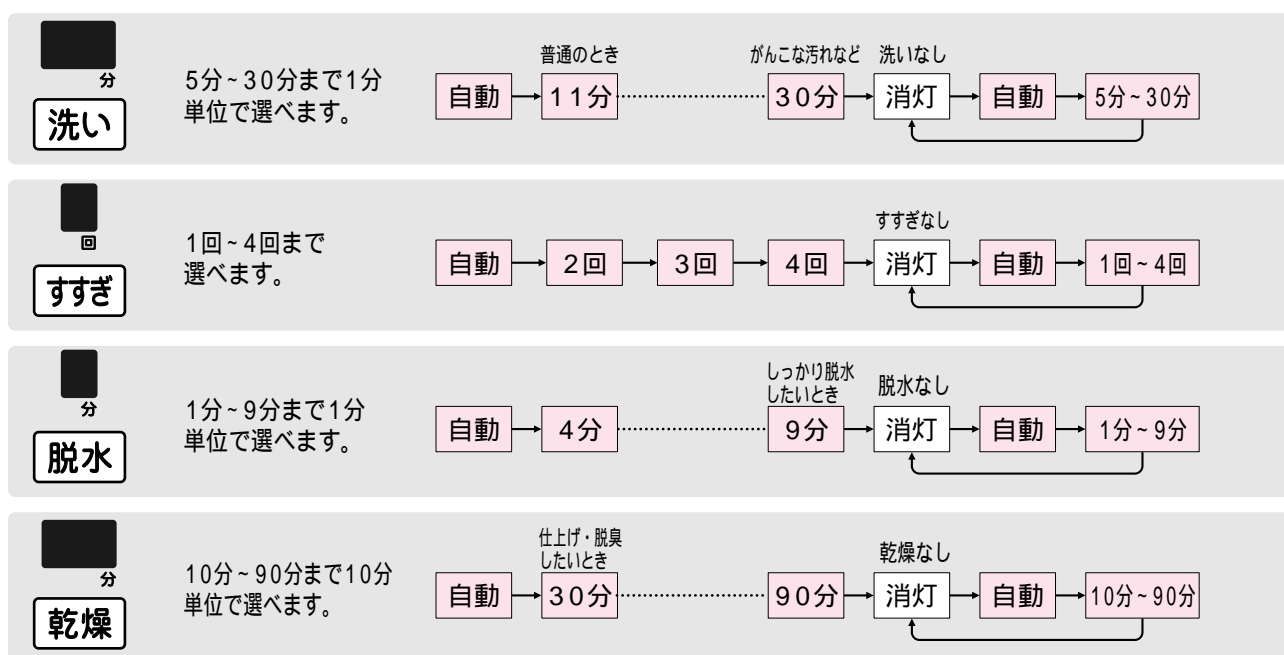 分
洗い
5分~30分まで1分
単位で選べます。
普通のとき
がんこな汚れなど
洗いなし
自動
11分
30分
消灯
自動
5分~30分
回
すすぎ
1回~4回まで
選べます。
すすぎなし
自動
2回
3回
4回
消灯
自動
1回~4回
分
脱水
1分~9分まで1分
単位で選べます。
しっかり脱水
したいとき
脱水なし
自動
4分
9分
消灯
自動
1分~9分
分
乾燥
10分~90分まで10分
単位で選べます。
仕上げ・脱臭
したいとき
乾燥なし
自動
30分
90分
消灯
自動
10分~90分